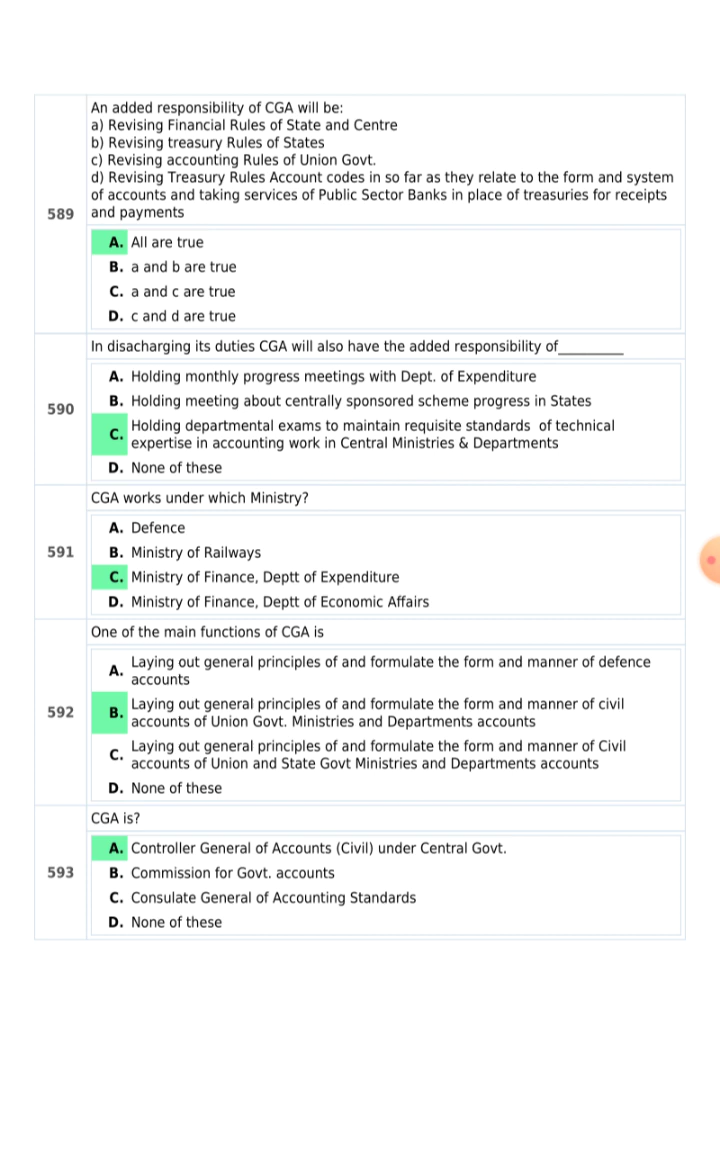 An added responsibility of CGA will be:
a) Revising Financial Rules of State and Centre
b) Revising treasury Rules of States
c) Revising accounting Rules of Union Govt.
d) Revising Treasury Rules Account codes in so far as they relate to the form and system
of accounts and taking services of Public Sector Banks in place of treasuries for receipts
589 and payments
A. All are true
B. a and b are true
C. a and c are true
D. c and d are true
In disacharging its duties CGA will also have the added responsibility of_________
A. Holding monthly progress meetings with Dept. of Expenditure
B. Holding meeting about centrally sponsored scheme progress in States
590
C. Holding departmental exams to maintain requisite standards of technical
expertise in accounting work in Central Ministries & Departments
D. None of these
CGA works under which Ministry?
A. Defence
591 B. Ministry of Railways
C. Ministry of Finance, Deptt of Expenditure
D. Ministry of Finance, Deptt of Economic Affairs
One of the main functions of CGA is
A. Laying out general principles of and formulate the form and manner of defence
accounts
592 B. Laying out general principles of and formulate the form and manner of civil
accounts of Union Govt. Ministries and Departments accounts
C. Laying out general principles of and formulate the form and manner of Civil
accounts of Union and State Govt Ministries and Departments accounts
D. None of these
CGA is?
A. Controller General of Accounts (Civil) under Central Govt.
593 B. Commission for Govt. accounts
C. Consulate General of Accounting Standards
D. None of these